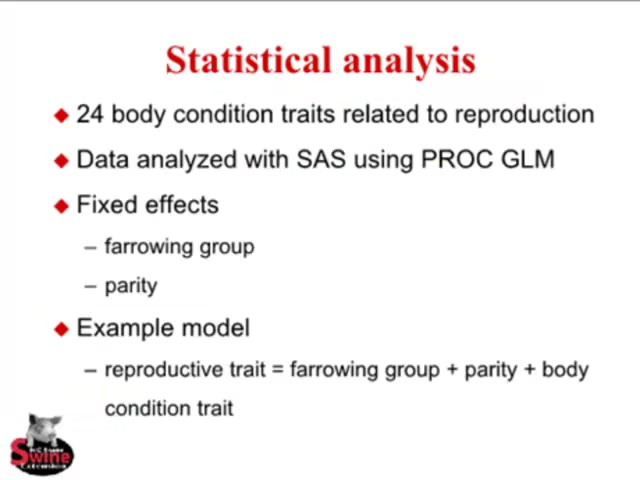 Statistical analysis
24 body condition traits related to reproduction
Data analyzed with SAS using PROC GLM
Fixed effects
– farrowing group
– parity
Example model
– reproductive trait = farrowing group + parity + body
condition trait
Swine